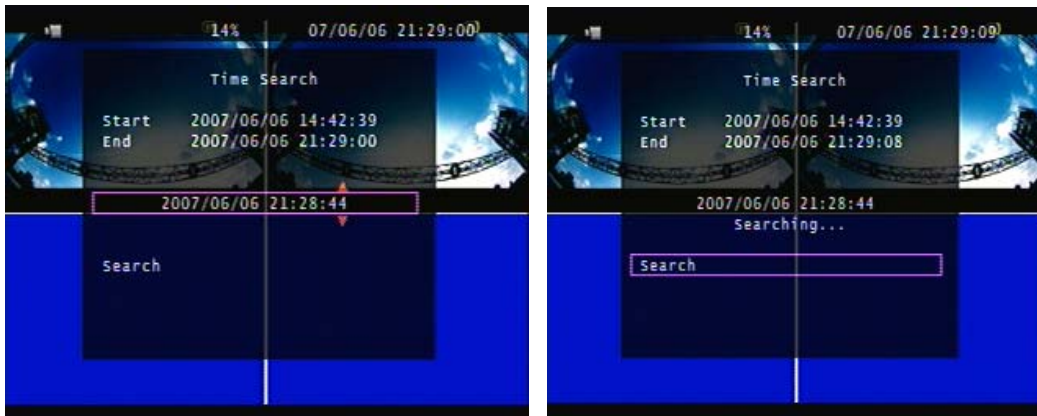 14% 07/06/06 21:29:00
Time Search
Start 2007/06/06 14:42:39
End 2007/06/06 21:29:00
2007/06/06 21:28:44
Search
14% 07/06/06 21:29:09
Time Search
Start 2007/06/06 14:42:39
End 2007/06/06 21:29:08
2007/06/06 21:28:44
Searching...
Search